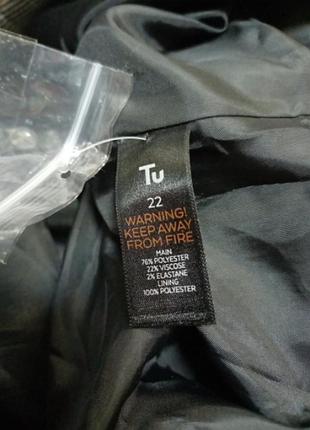 Tu
22
WARNING!
KEEP AWAY
FROM FIRE
MAIN
76% POLYESTER
22% VISCOSE
2% ELASTANE
LINING
100% POLYESTER